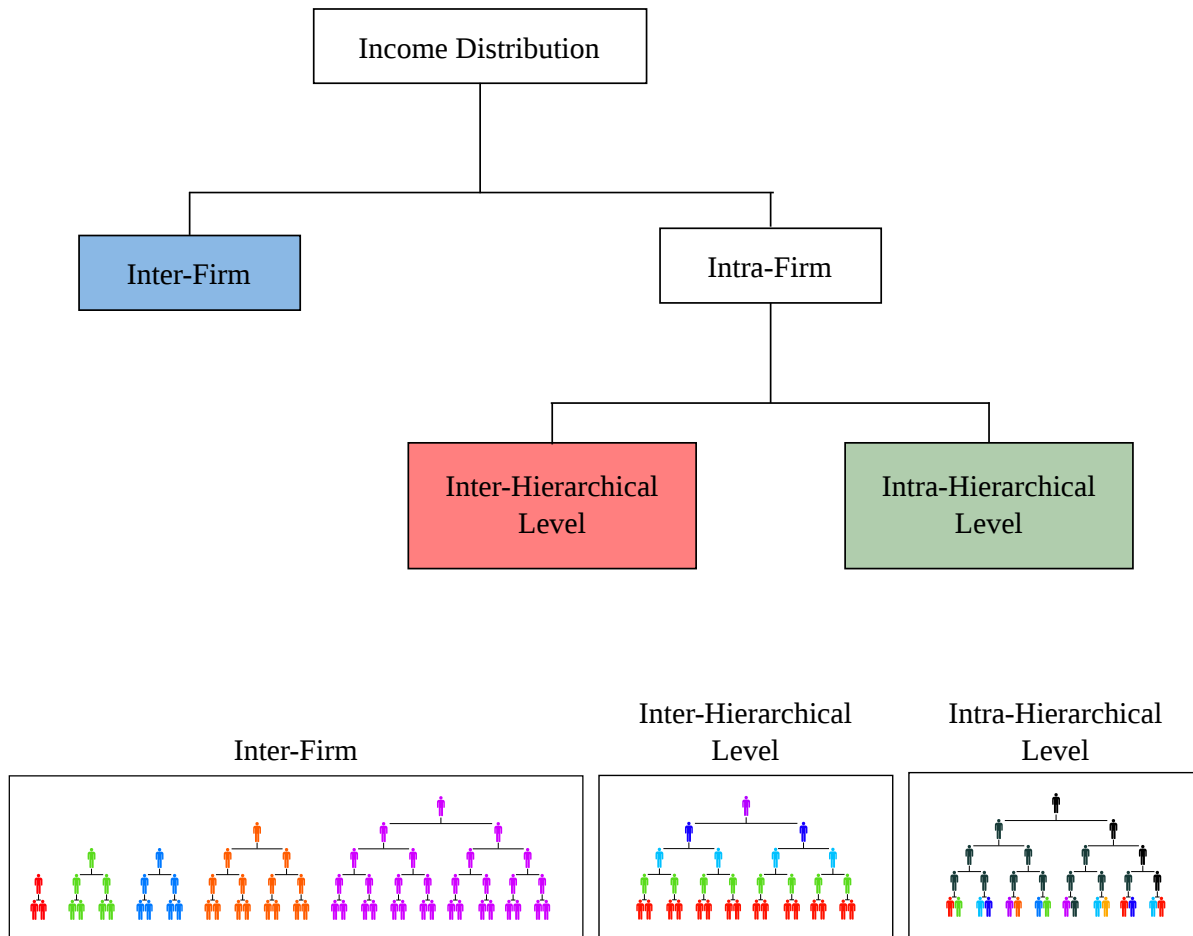 Income Distribution
Inter-Firm
Intra-Firm
Inter-Hierarchical
Level
Intra-Hierarchical
Level
Inter-Firm
Inter-Hierarchical
Level
Intra-Hierarchical
Level